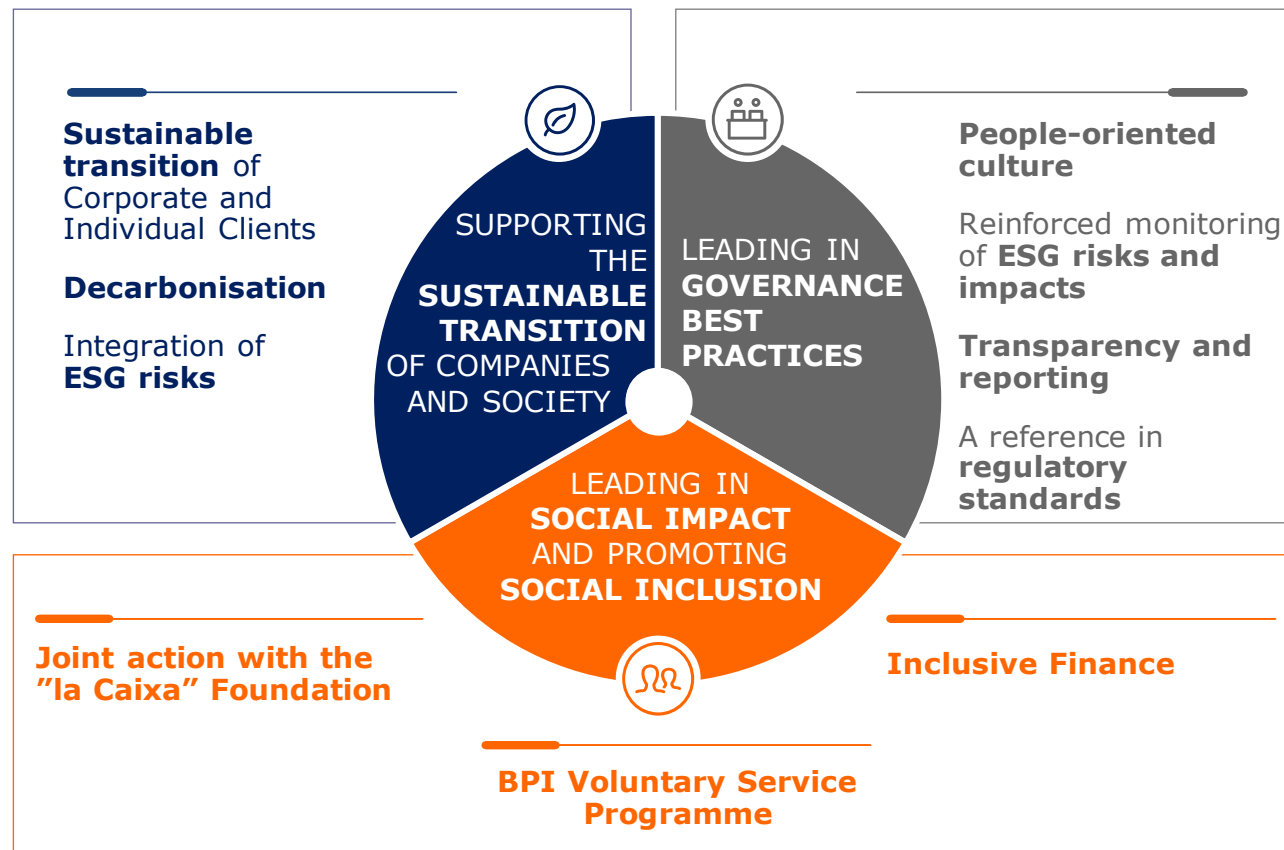 Sustainable
transition of
Corporate and
Individual Clients
Decarbonisation
Integration of
ESG risks
SUPPORTING
THE
SUSTAINABLE
TRANSITION
OF COMPANIES
AND SOCIETY
LEADING IN
GOVERNANCE
BEST
PRACTICES
People-oriented
culture
Reinforced monitoring
of ESG risks and
impacts
Transparency and
reporting
A reference in
regulatory
standards
LEADING IN
SOCIAL IMPACT
AND PROMOTING
SOCIAL INCLUSION
Joint action with the
”la Caixa” Foundation
BPI Voluntary Service
Programme
Inclusive Finance